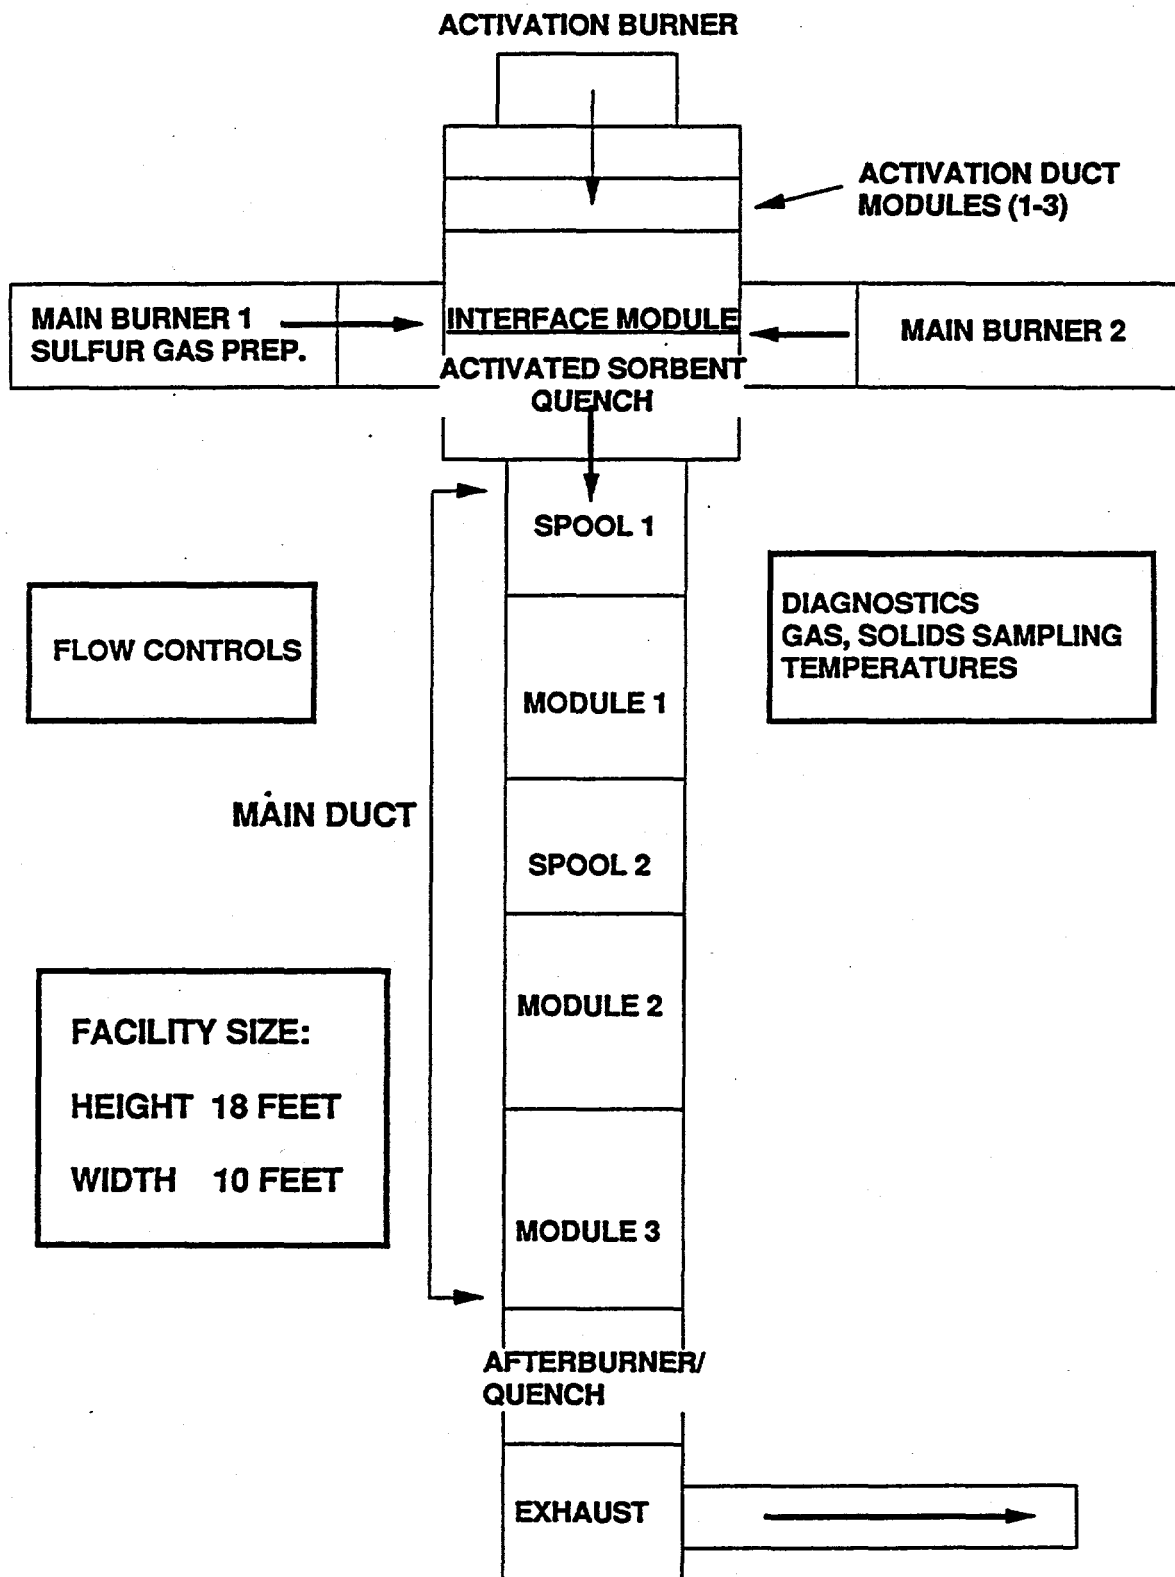 ACTIVATION BURNER
ACTIVATION DUCT
MODULES (1-3)
MAIN BURNER 1
SULFUR GAS PREP.
INTERFACE MODULE
MAIN BURNER 2
ACTIVATED SORBENT
QUENCH
SPOOL 1
FLOW CONTROLS
DIAGNOSTICS
GAS, SOLIDS SAMPLING
TEMPERATURES
MODULE 1
MAIN DUCT
SPOOL 2
MODULE 2
FACILITY SIZE:
HEIGHT 18 FEET
WIDTH 10 FEET
MODULE 3
AFTERBURNER/
QUENCH
EXHAUST